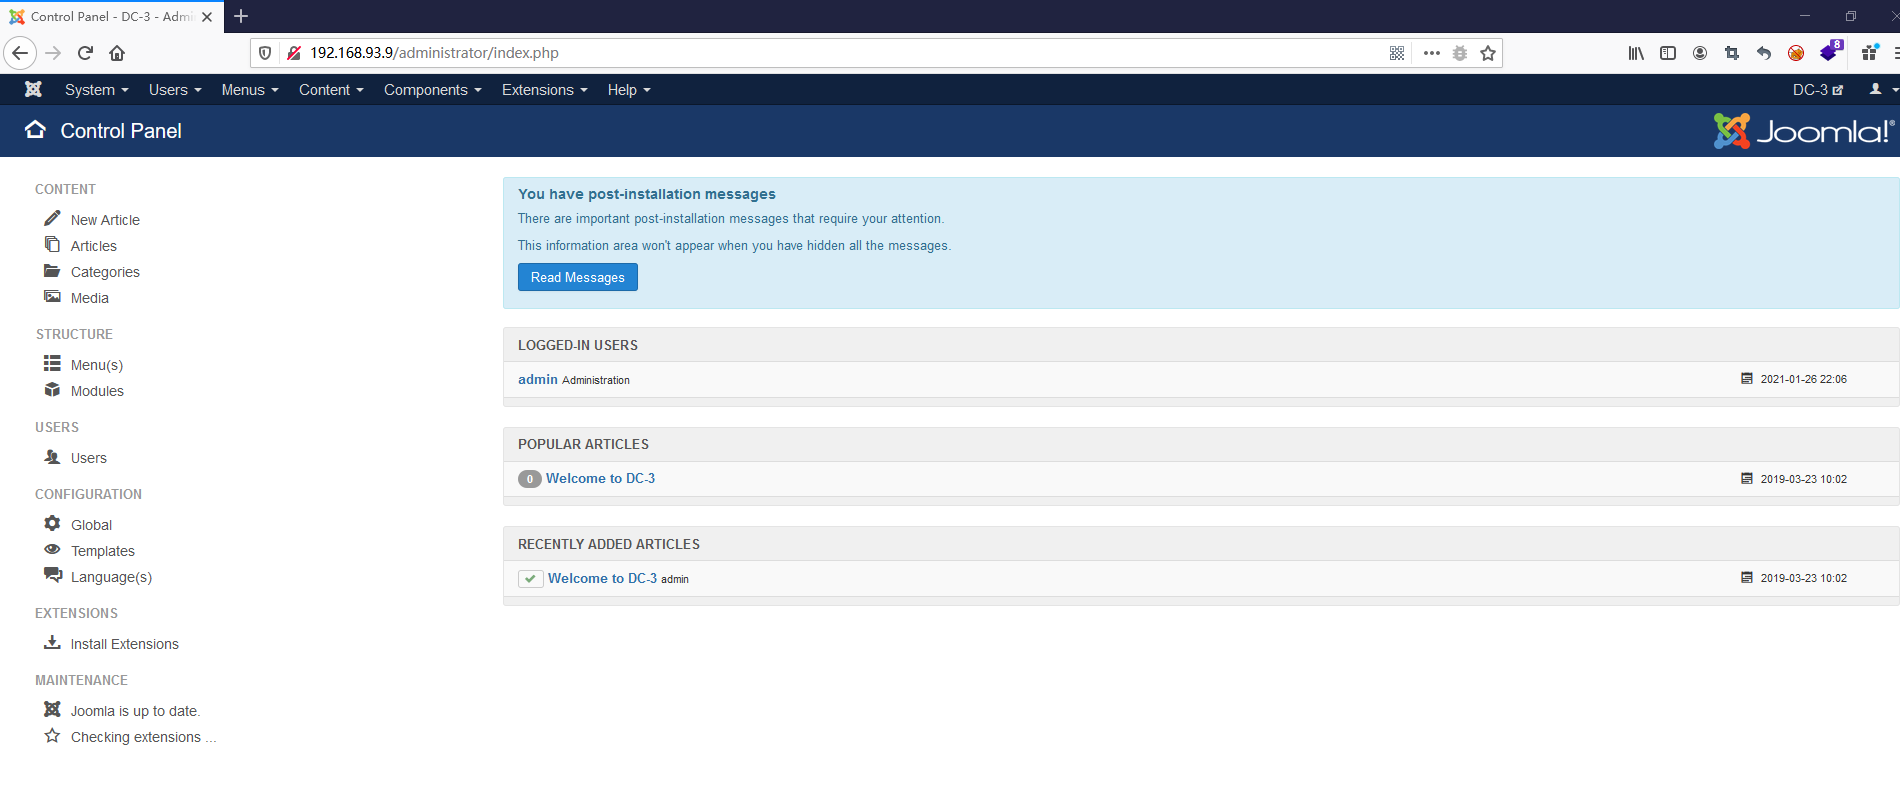 Control Panel - DC-3 - Admi
192.168.93.9/administrator/index.php
8
System Users Menus Content Components Extensions Help DC-3
Control Panel
Joomla!®
CONTENT
New Article
Articles
Categories
Media
STRUCTURE
Menu(s)
Modules
USERS
Users
CONFIGURATION
Global
Templates
Language(s)
EXTENSIONS
Install Extensions
MAINTENANCE
Joomla is up to date.
Checking extensions ...
You have post-installation messages
There are important post-installation messages that require your attention.
This information area won't appear when you have hidden all the messages.
Read Messages
LOGGED-IN USERS
admin Administration 2021-01-26 22:06
POPULAR ARTICLES
0 Welcome to DC-3 2019-03-23 10:02
RECENTLY ADDED ARTICLES
Welcome to DC-3 admin 2019-03-23 10:02